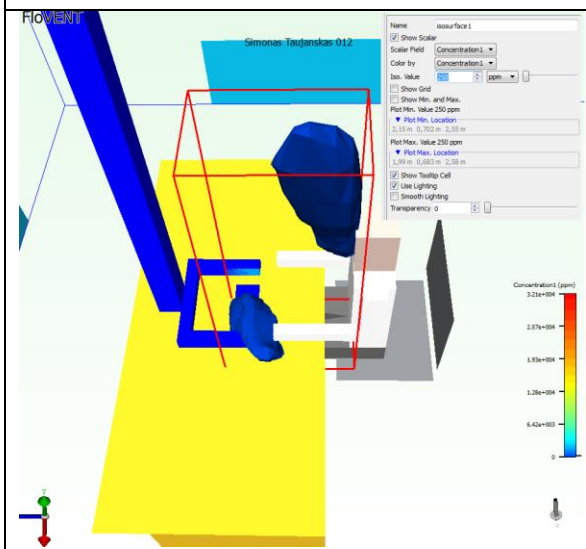 FloVENT
Simonas Taujanskas 012
Name isosurface1
Show Scalar
Scalar Field Concentration1
Color by Concentration1
Iso. Value 250 ppm
Show Grid
Show Min. and Max.
Plot Min. Value 250 ppm
Plot Min. Location
2,15 m 0,702 m 2,55 m
Plot Max. Value 250 ppm
Plot Max. Location
1,99 m 0,683 m 2,58 m
Show Tooltip Cell
Use Lighting
Smooth Lighting
Transparency 0
Concentration1 (ppm)
3.21e+004
2.57e+004
1.93e+004
1.28e+004
6.42e+003
0